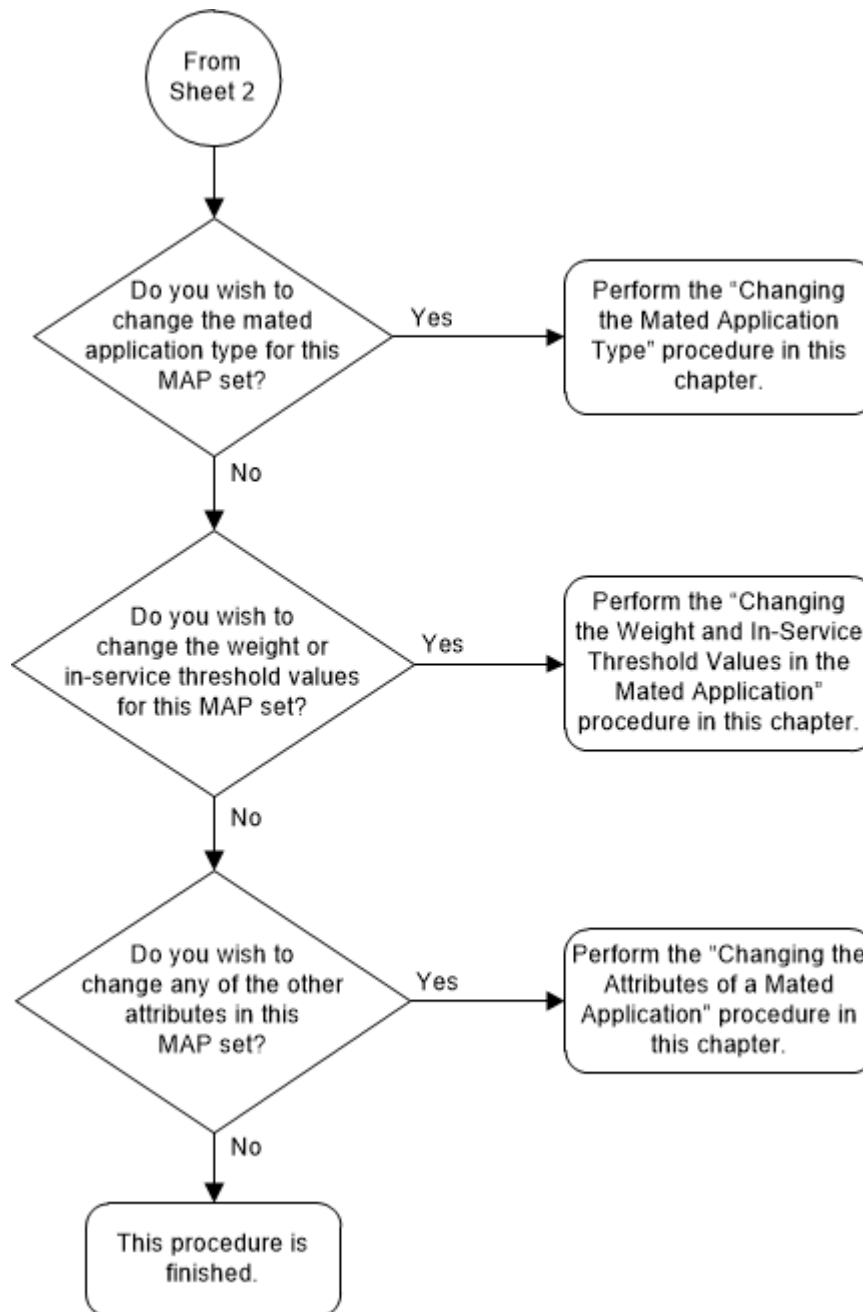 From
Sheet 2
Do you wish to
change the mated
application type for this
MAP set?
Yes
Perform the “Changing
the Mated Application
Type” procedure in this
chapter.
No
Do you wish to
change the weight or
in-service threshold values
for this MAP set?
Yes
Perform the “Changing
the Weight and In-Service
Threshold Values in the
Mated Application”
procedure in this chapter.
No
Do you wish to
change any of the other
attributes in this
MAP set?
Yes
Perform the "Changing the
Attributes of a Mated
Application” procedure in
this chapter.
No
This procedure is
finished.